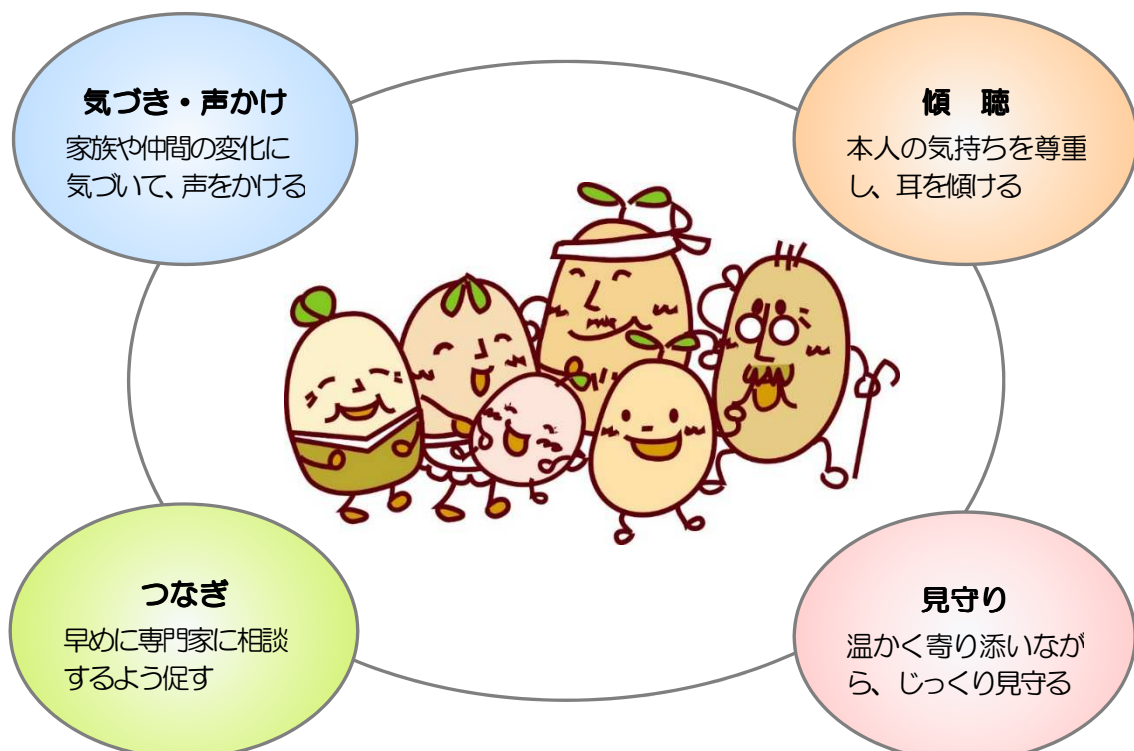 気づき・声かけ
家族や仲間の変化に
気づいて、声をかける
傾　聴
本人の気持ちを尊重
し、耳を傾ける
つなぎ
早めに専門家に相談
するよう促す
見守り
温かく寄り添いなが
ら、じっくり見守る